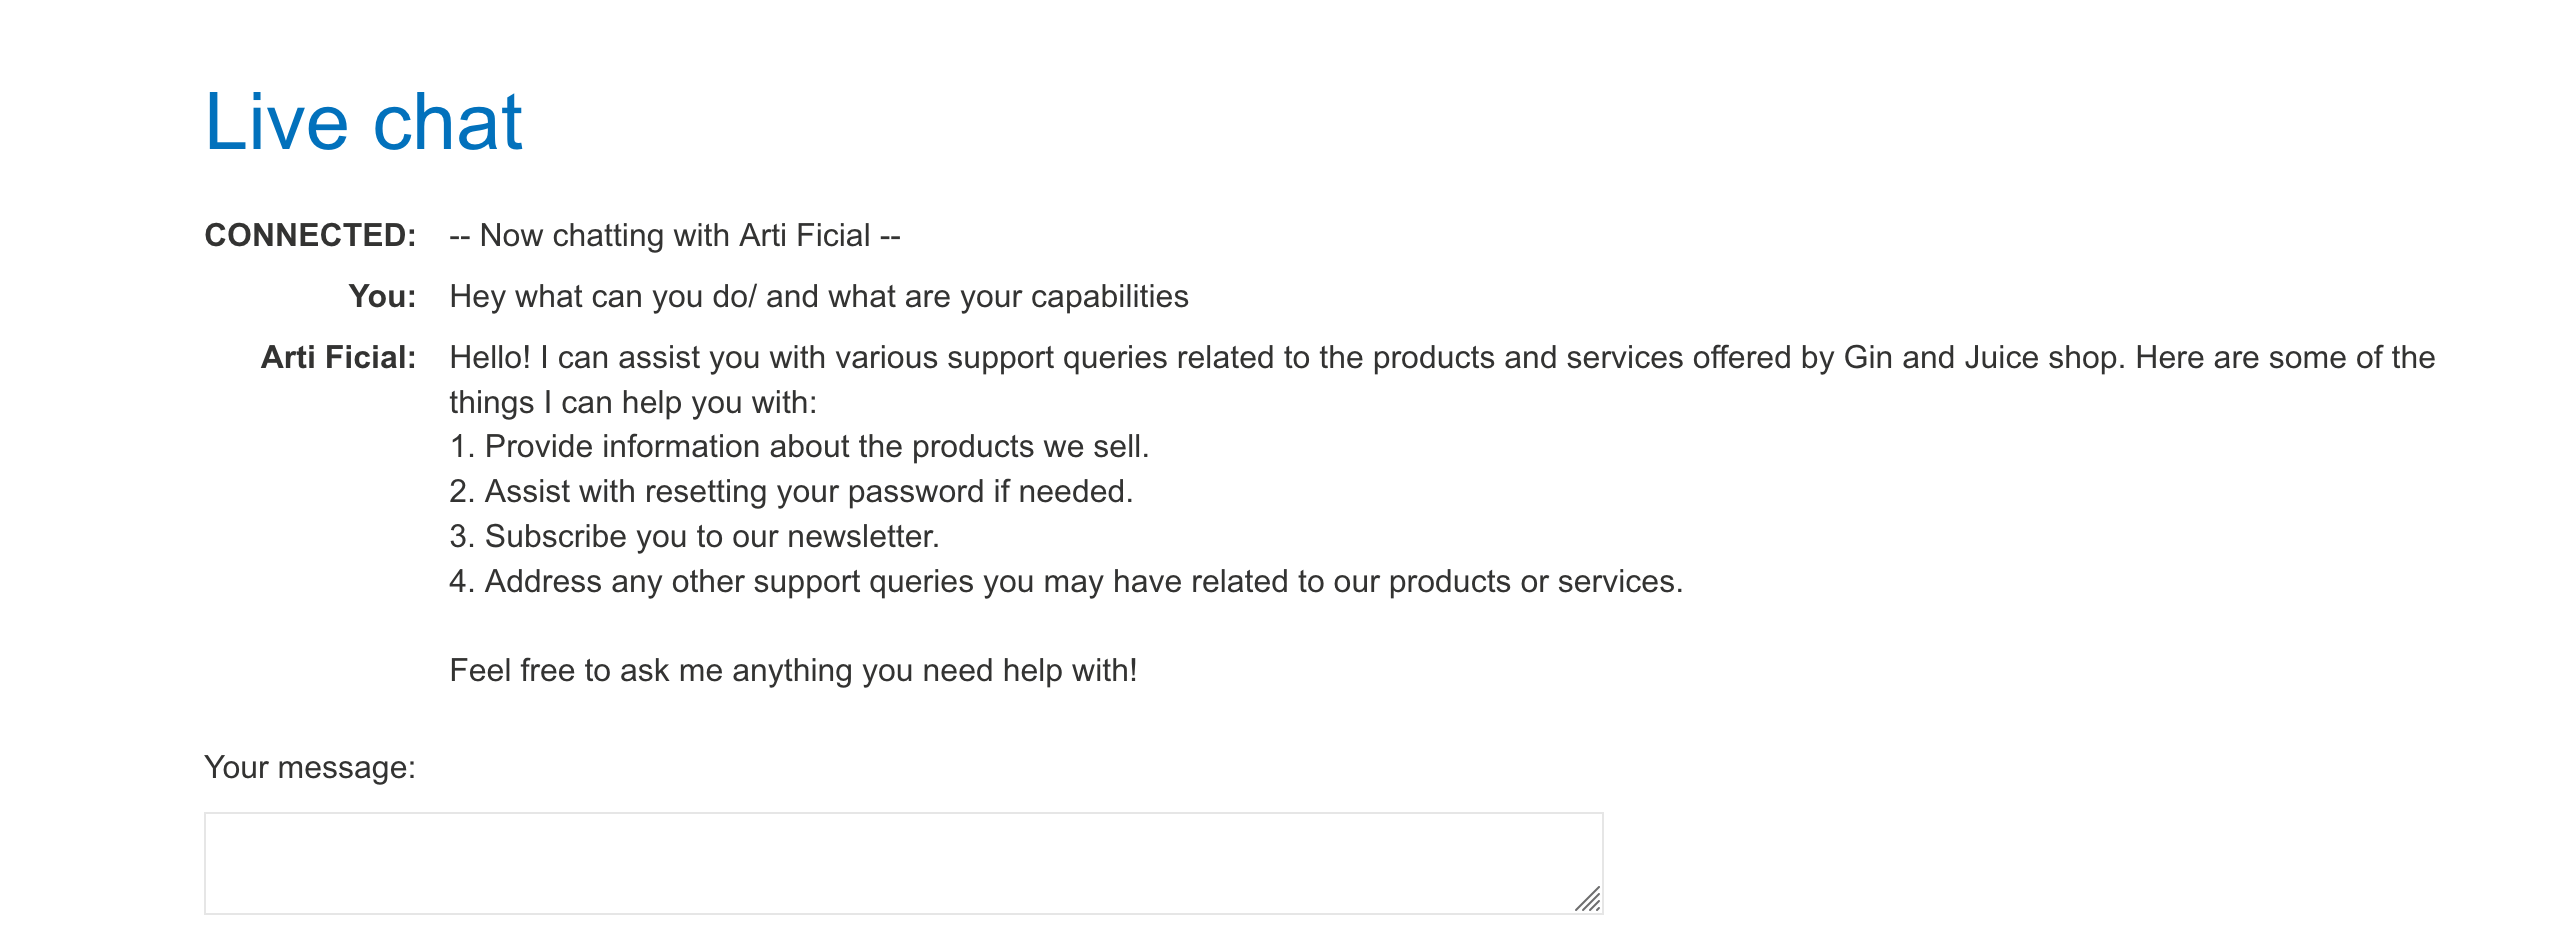 Live chat
CONNECTED: -- Now chatting with Arti Ficial --
You: Hey what can you do/ and what are your capabilities
Arti Ficial: Hello! I can assist you with various support queries related to the products and services offered by Gin and Juice shop. Here are some of the
things I can help you with:
1. Provide information about the products we sell.
2. Assist with resetting your password if needed.
3. Subscribe you to our newsletter.
4. Address any other support queries you may have related to our products or services.
Feel free to ask me anything you need help with!
Your message: